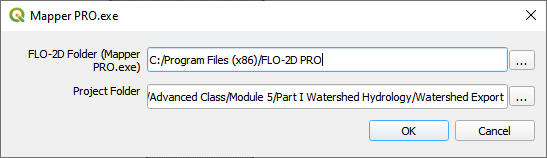 Mapper PRO.exe
FLO-2D Folder (Mapper PRO.exe)
C:/Program Files (x86)/FLO-2D PRO
...
Project Folder
/Advanced Class/Module 5/Part I Watershed Hydrology/Watershed Export
...
OK
Cancel